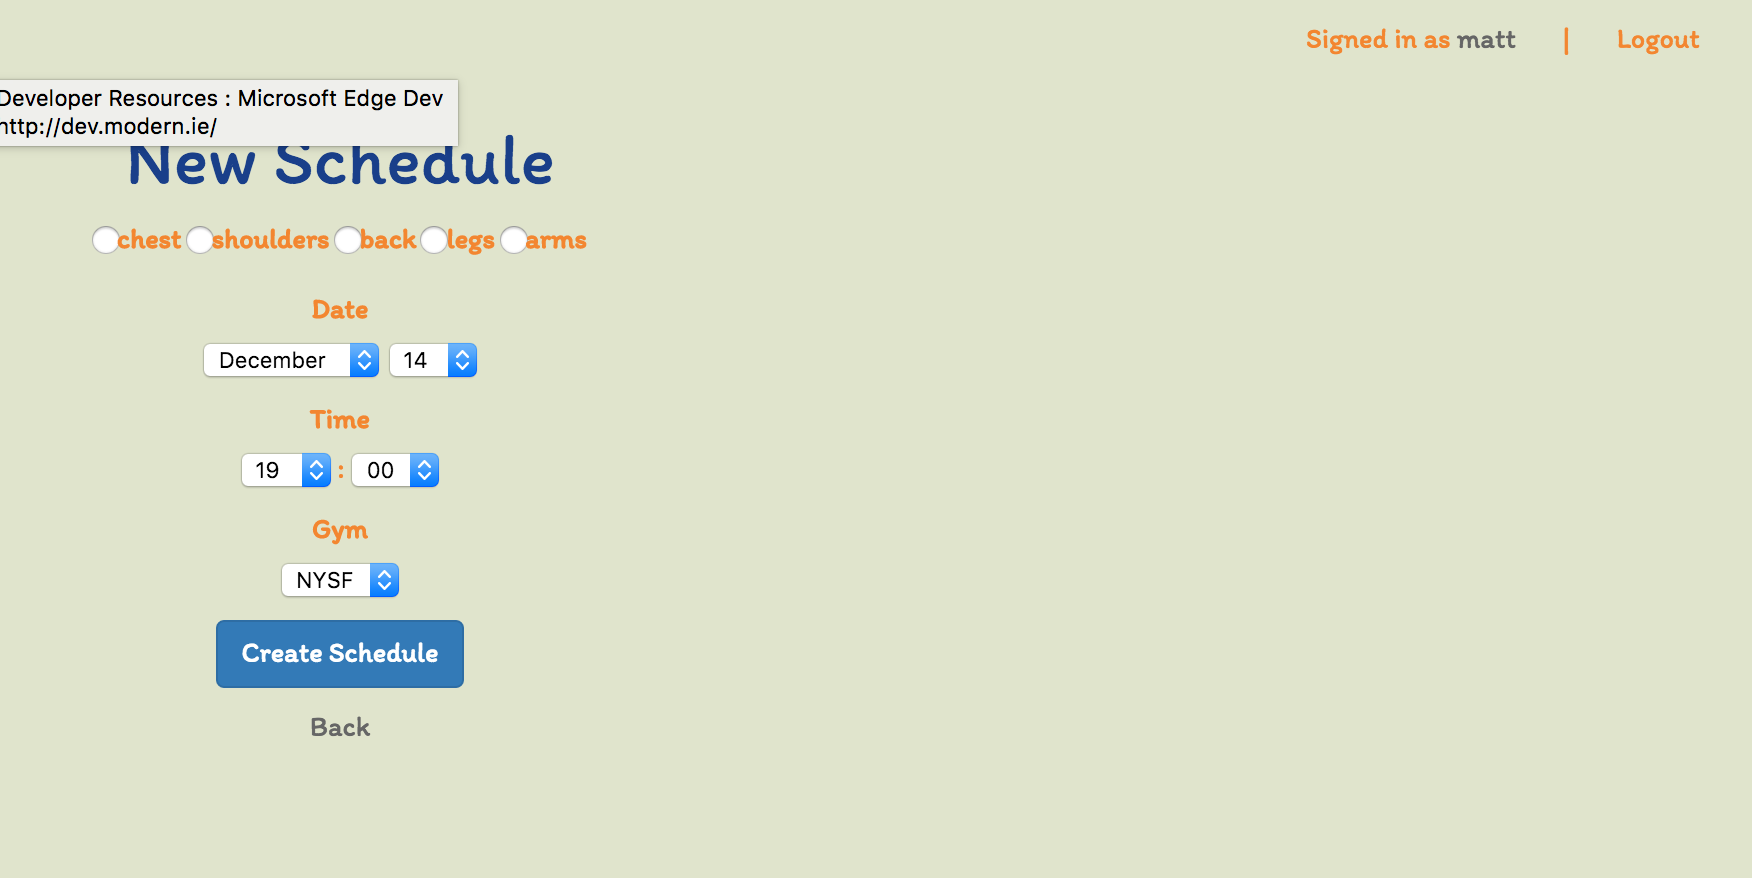 Signed in as matt | Logout
Developer Resources : Microsoft Edge Dev
http://dev.modern.ie/
New Schedule
chest shoulders back legs arms
Date
December 14
Time
19 : 00
Gym
NYSF
Create Schedule
Back